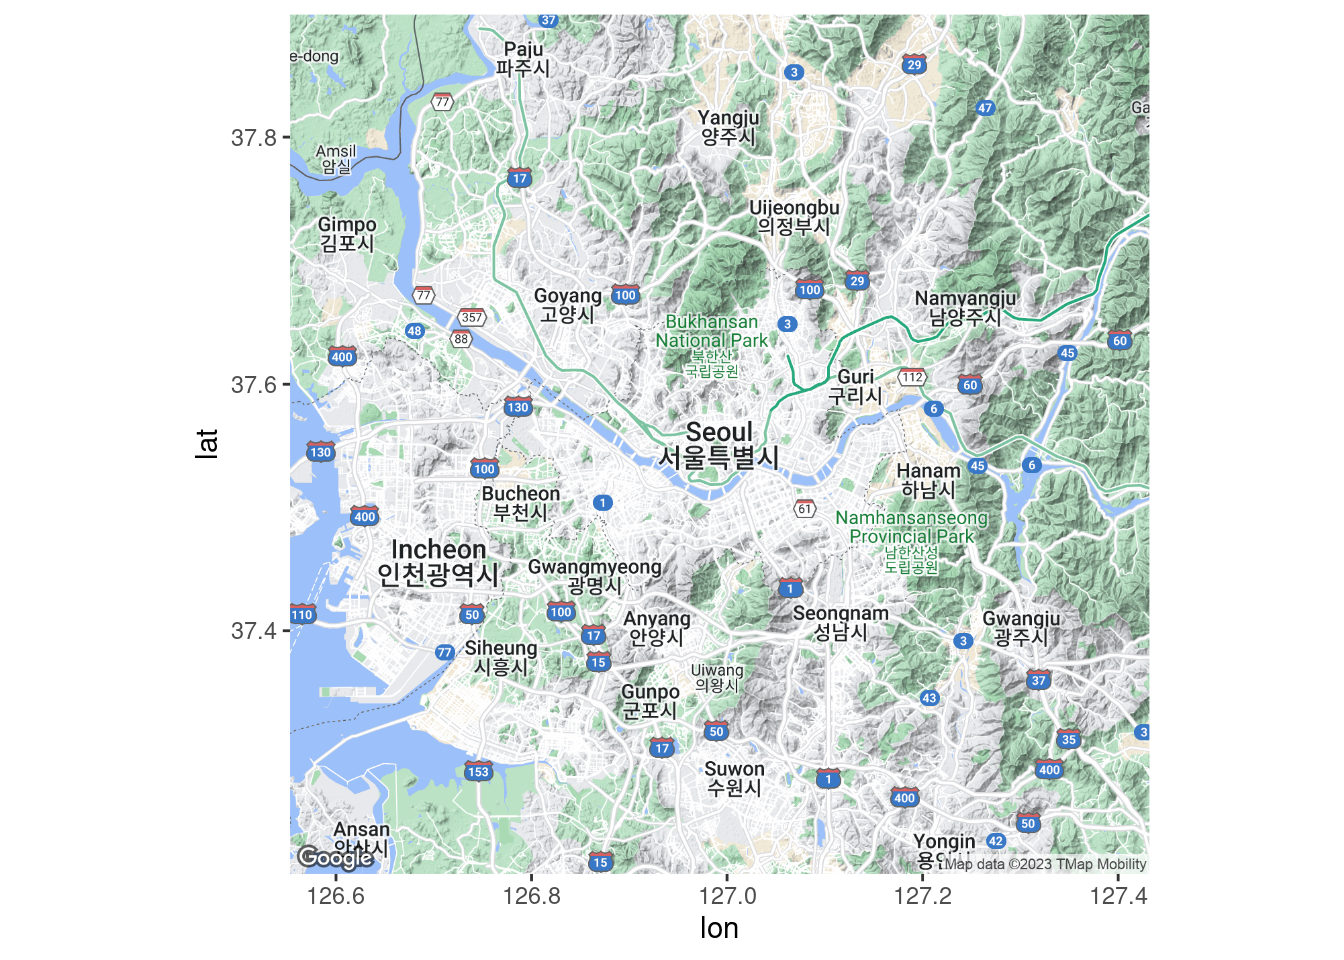 37
Paju
파주시
e-dong
3
29
77
47
Yangju
양주시
37.8
Amsil
암실
17
Uijeongbu
의정부시
Gimpo
김포시
29
100
100
77
Goyang
고양시
Namyangju
남양주시
357
Bukhansan
National Park
북한산
국립공원
3
48
88
60
45
400
37.6
Guri
구리시
112
60
130
6
Seoul
서울특별시
130
100
Hanam
하남시
45
6
Bucheon
부천시
1
61
Namhansanseong
Provincial Park
남한산성
도립공원
400
Incheon
인천광역시
Gwangmyeong
광명시
1
110
50
100
Seongnam
성남시
Gwangju
광주시
Anyang
안양시
37.4
17
3
77
Siheung
시흥시
15
Uiwang
의왕시
37
Gunpo
군포시
43
50
3
17
35
153
Suwon
수원시
1
400
400
50
Ansan
안산시
Yongin
42
Google
15
Map data ©2023 TMap Mobility
126.6
126.8
127.0
127.2
127.4
lon
lat